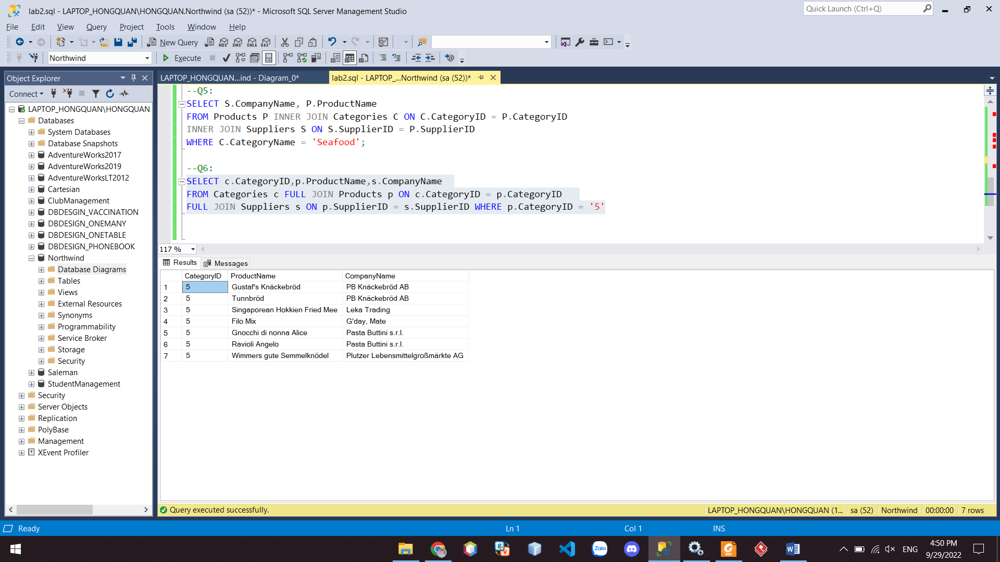 lab2.sql - LAPTOP_HONGQUAN\HONGQUAN.Northwind (sa (52))* - Microsoft SQL Server Management Studio
Quick Launch (Ctrl+Q)
File Edit View Query Project Tools Window Help
New Query MDX DMX XMLA DAX
Northwind Execute
Object Explorer
Connect
LAPTOP_HONGQUAN\HONGQUAN
Databases
System Databases
Database Snapshots
AdventureWorks2017
AdventureWorks2019
AdventureWorksLT2012
Cartesian
ClubManagement
DBDESGIN_VACCINATION
DBDESIGN_ONEMANY
DBDESIGN_ONETABLE
DBDESIGN_PHONEBOOK
Northwind
Database Diagrams
Tables
Views
External Resources
Synonyms
Programmability
Service Broker
Storage
Security
Saleman
StudentManagement
Security
Server Objects
Replication
PolyBase
Management
XEvent Profiler
LAPTOP_HONGQUAN...ind - Diagram_0* lab2.sql - LAPTOP_...Northwind (sa (52))*
--Q5:
SELECT S.CompanyName, P.ProductName
FROM Products P INNER JOIN Categories C ON C.CategoryID = P.CategoryID
INNER JOIN Suppliers S ON S.SupplierID = P.SupplierID
WHERE C.CategoryName = 'Seafood';
--Q6:
SELECT c.CategoryID,p.ProductName,s.CompanyName
FROM Categories c FULL JOIN Products p ON c.CategoryID = p.CategoryID
FULL JOIN Suppliers s ON p.SupplierID = s.SupplierID WHERE p.CategoryID = '5'
117 %
Results Messages
CategoryID ProductName CompanyName
1 5 Gustaf's Knäckebröd PB Knäckebröd AB
2 5 Tunnbröd PB Knäckebröd AB
3 5 Singaporean Hokkien Fried Mee Leka Trading
4 5 Filo Mix G'day, Mate
5 5 Gnocchi di nonna Alice Pasta Buttini s.r.l.
6 5 Ravioli Angelo Pasta Buttini s.r.l.
7 5 Wimmers gute Semmelknödel Plutzer Lebensmittelgroßmärkte AG
Query executed successfully. LAPTOP_HONGQUAN\HONGQUAN (1... sa (52) Northwind 00:00:00 7 rows
Ready Ln 1 Col 1 INS
Zalo PDF ENG 4:50 PM
9/29/2022